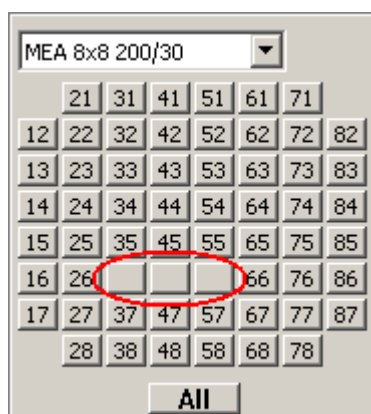 MEA 8x8 200/30
21 31 41 51 61 71
12 22 32 42 52 62 72 82
13 23 33 43 53 63 73 83
14 24 34 44 54 64 74 84
15 25 35 45 55 65 75 85
16 26 66 76 86
17 27 37 47 57 67 77 87
28 38 48 58 68 78
All